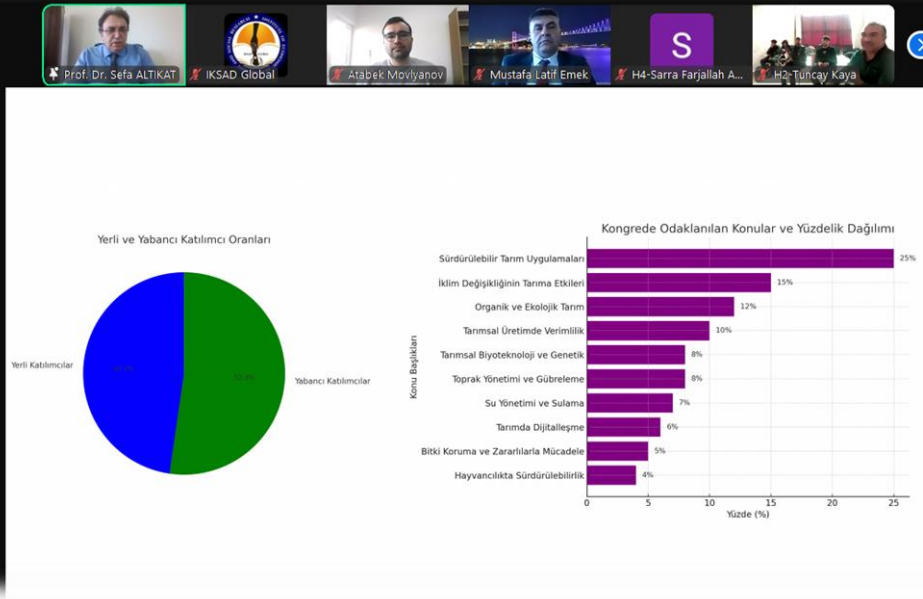 Prof. Dr. Sefa ALTIKAT
IKSAD Global
Atabek Movlyanov
Mustafa Latif Emek
S
H4-Sarra Farjallah A...
H2-Tuncay Kaya
Yerli ve Yabancı Katılımcı Oranları
Yerli Katılımcılar
Yabancı Katılımcılar
Kongrede Odaklanılan Konular ve Yüzdelik Dağılımı
Konu Başlıkları
Sürdürülebilir Tarım Uygulamaları 25%
İklim Değişikliğinin Tarıma Etkileri 15%
Organik ve Ekolojik Tarım 12%
Tarımsal Üretimde Verimlilik 10%
Tarımsal Biyoteknoloji ve Genetik 8%
Toprak Yönetimi ve Gübreleme 8%
Su Yönetimi ve Sulama 7%
Tarımda Dijitalleşme 6%
Bitki Koruma ve Zararlılarla Mücadele 5%
Hayvancılıkta Sürdürülebilirlik 4%
0 5 10 15 20 25
Yüzde (%)